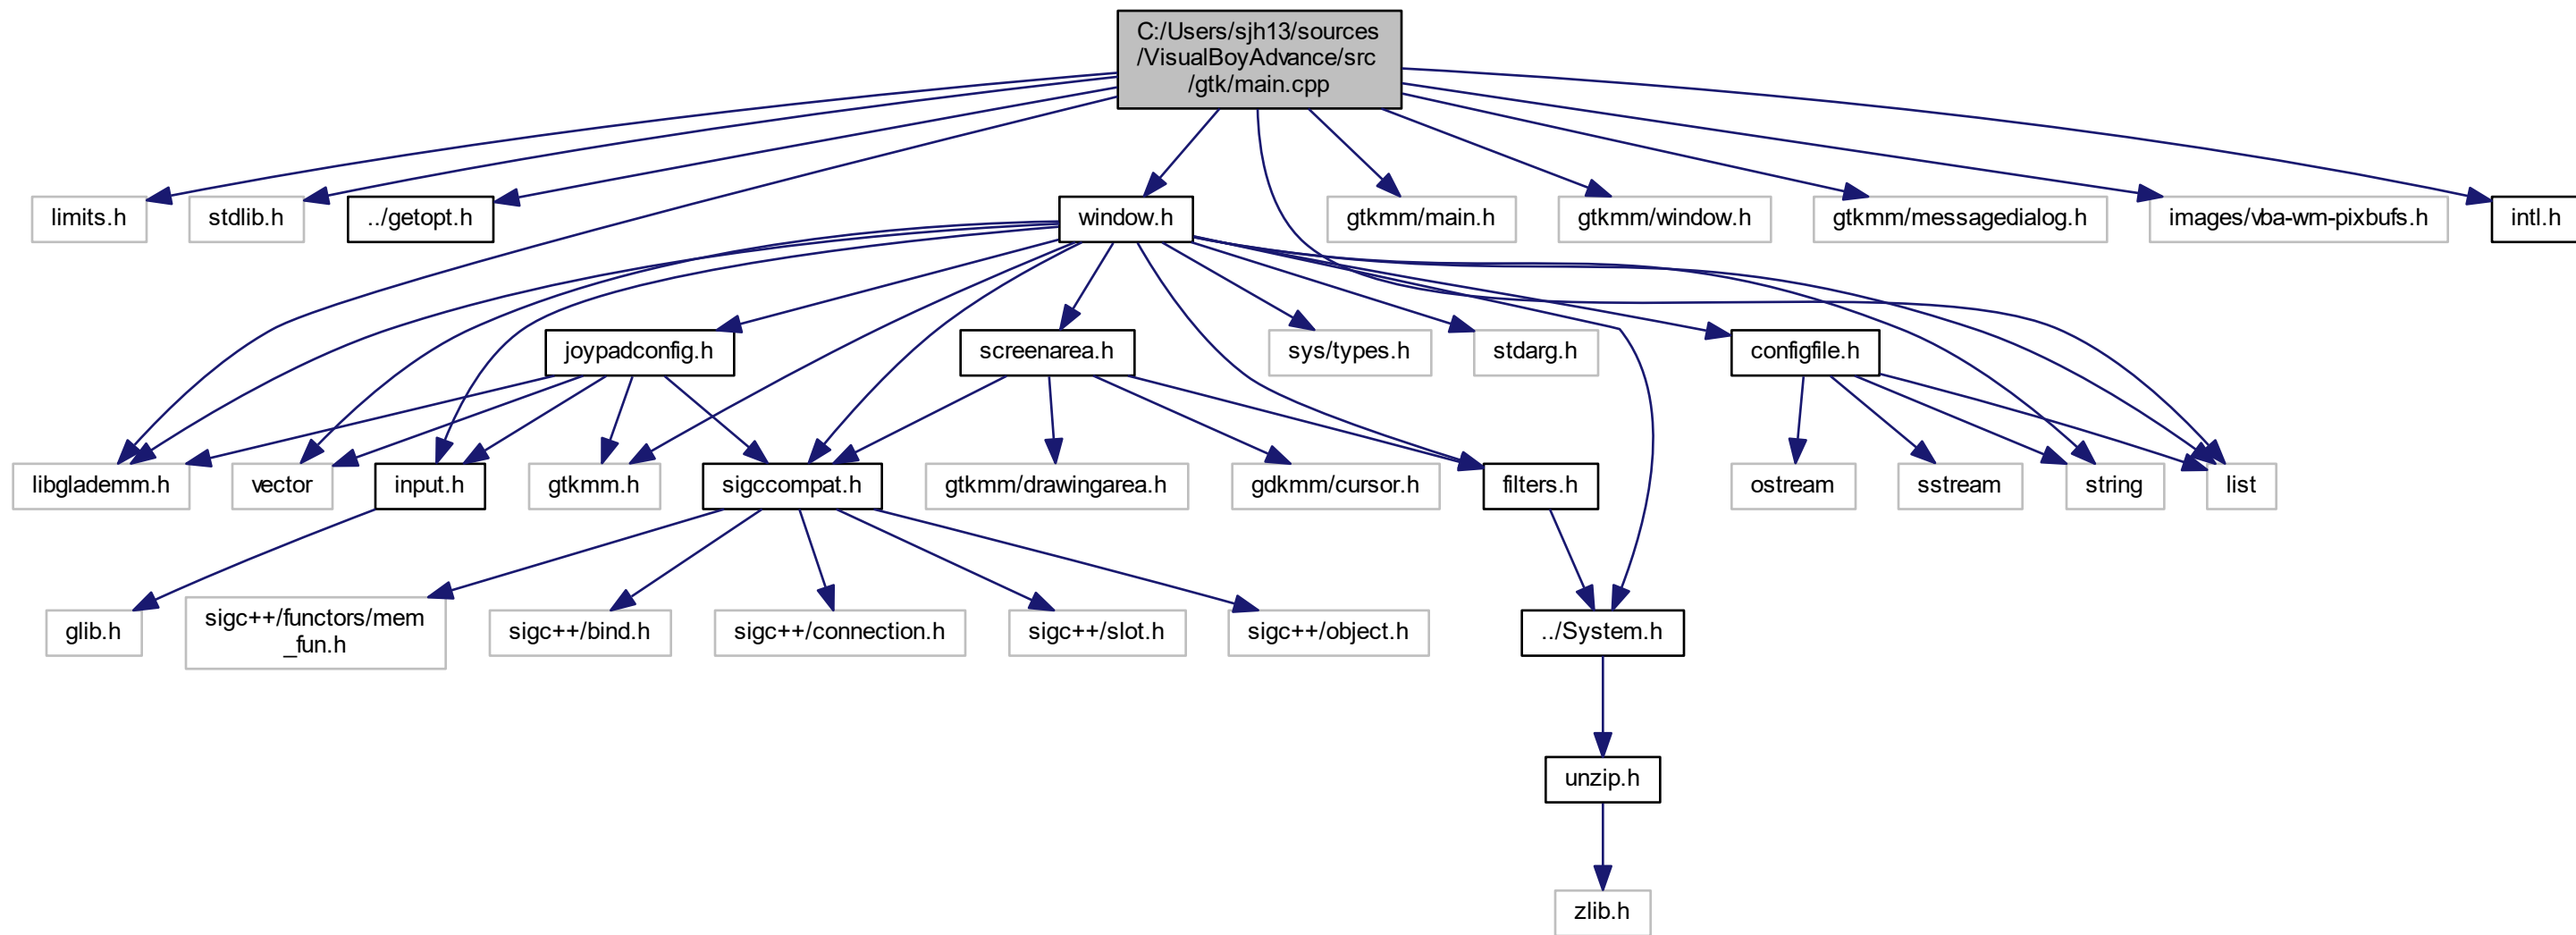 C:/Users/sjh13/sources
/VisualBoyAdvance/src
/gtk/main.cpp
limits.h
stdlib.h
../getopt.h
window.h
gtkmm/main.h
gtkmm/window.h
gtkmm/messagedialog.h
images/vba-wm-pixbufs.h
intl.h
joypadconfig.h
screenarea.h
sys/types.h
stdarg.h
configfile.h
libglademm.h
vector
input.h
gtkmm.h
sigccompat.h
gtkmm/drawingarea.h
gdkmm/cursor.h
filters.h
ostream
sstream
string
list
glib.h
sigc++/functors/mem
_fun.h
sigc++/bind.h
sigc++/connection.h
sigc++/slot.h
sigc++/object.h
../System.h
unzip.h
zlib.h